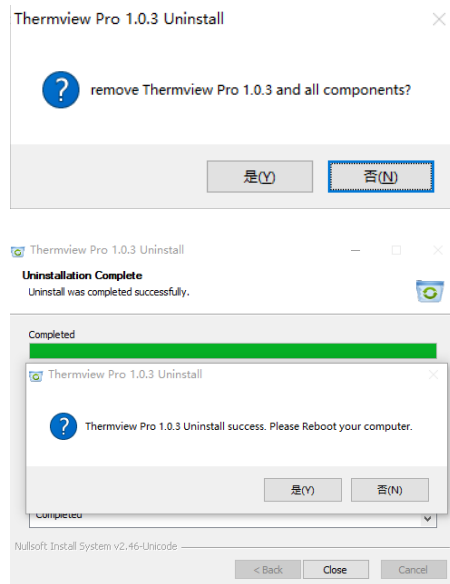 Thermview Pro 1.0.3 Uninstall
remove Thermview Pro 1.0.3 and all components?
是(Y)
否(N)
Thermview Pro 1.0.3 Uninstall
Uninstallation Complete
Uninstall was completed successfully.
Completed
Thermview Pro 1.0.3 Uninstall
Thermview Pro 1.0.3 Uninstall success. Please Reboot your computer.
是(Y)
否(N)
Completed
Nullsoft Install System v2.46-Unicode
< Back
Close
Cancel